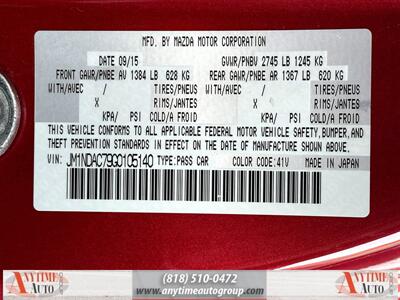 MFD. BY MAZDA MOTOR CORPORATION
DATE 09/15 GVWR/PNBV 2745 LB 1245 KG
FRONT GAWR/PNBE AV 1384 LB 628 KG REAR GAWR/PNBE AR 1367 LB 620 KG
WITH/AVEC TIRES/PNEUS WITH/AVEC TIRES/PNEUS
X RIMS/JANTES X RIMS/JANTES
KPA/ PSI COLD/A FROID KPA/ PSI COLD/A FROID
THIS VEHICLE CONFORMS TO ALL APPLICABLE FEDERAL MOTOR VEHICLE SAFETY, BUMPER, AND THEFT
PREVENTION STANDARDS IN EFFECT ON THE DATE OF MANUFACTURE SHOWN ABOVE.
VIN: JM1NDAC79G0105140 TYPE:PASS CAR COLOR: 41V MADE IN JAPAN
ANYTIME AUTO (818) 510-0472 ANYTIME AUTO
www.anytimeautogroup.com